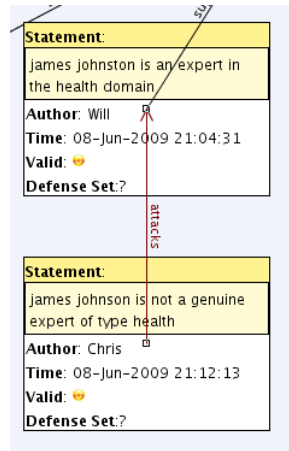 su
Statement:
james johnston is an expert in
the health domain
Author: Will
Time: 08-Jun-2009 21:04:31
Valid:
Defense Set:?
attacks
Statement:
james johnson is not a genuine
expert of type health
Author: Chris
Time: 08-Jun-2009 21:12:13
Valid:
Defense Set:?